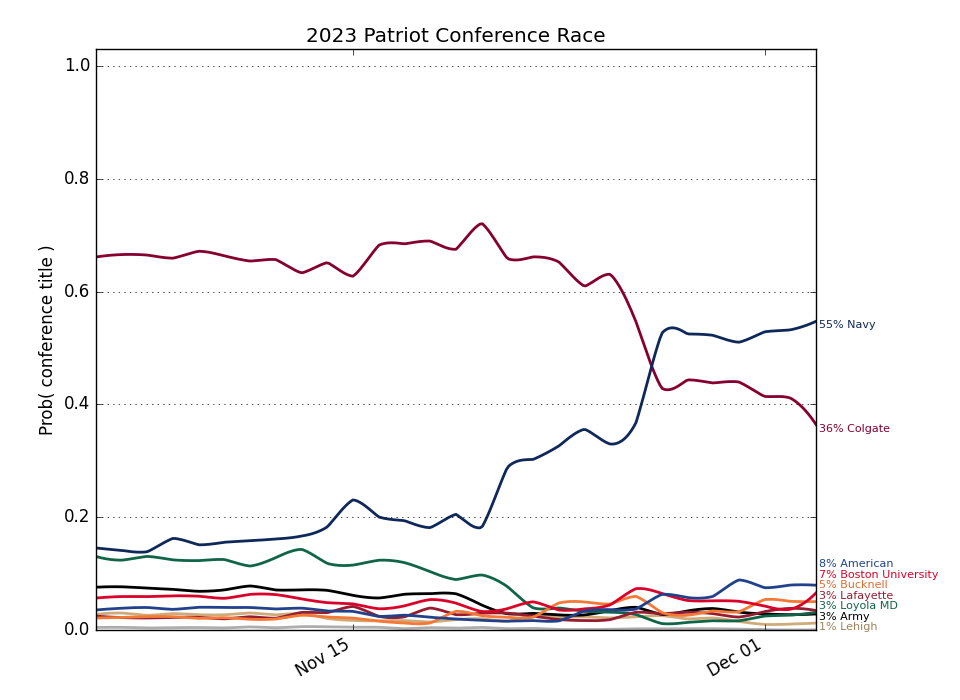 2023 Patriot Conference Race
Prob( conference title )
1.0
0.8
0.6
0.4
0.2
0.0
Nov 15
Dec 01
55% Navy
36% Colgate
8% American
7% Boston University
5% Bucknell
3% Lafayette
3% Loyola MD
3% Army
1% Lehigh